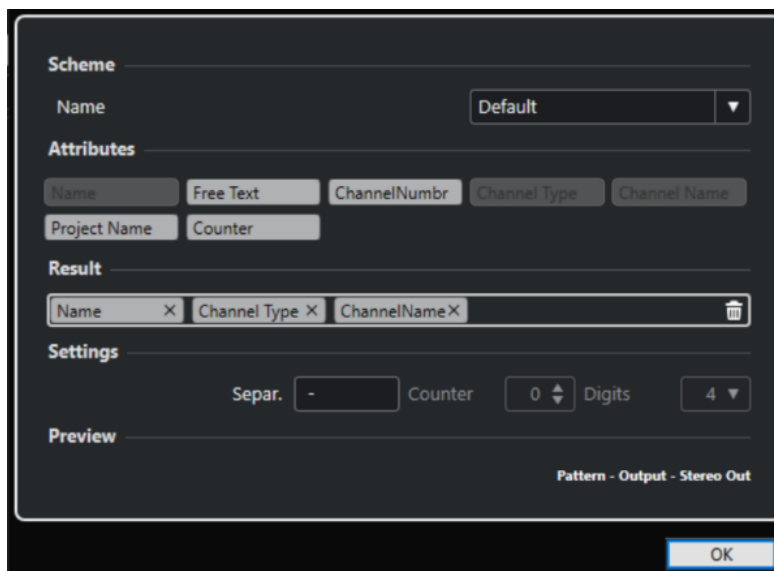 Scheme
Name Default
Attributes
Name Free Text ChannelNumbr Channel Type Channel Name
Project Name Counter
Result
Name × Channel Type × ChannelName ×
Settings
Separ. - Counter 0 Digits 4
Preview
Pattern - Output - Stereo Out
OK